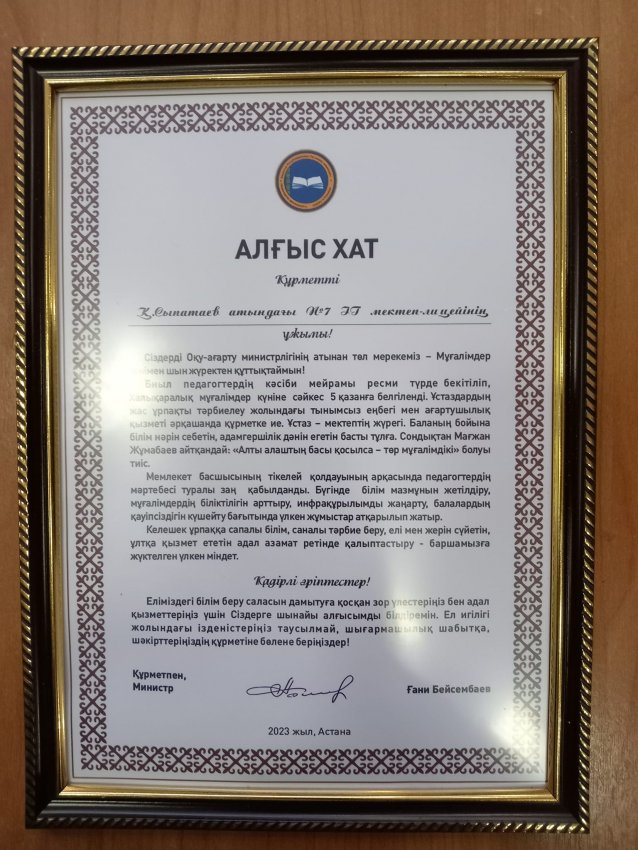 АЛҒЫС ХАТ
Құрметті
Қ.Сыпатаев атындағы №7 ІТ мектеп-лицейінің
ұжымы!
Сіздерді Оқу-ағарту министрлігінің атынан төл мерекеміз – Мұғалімдер
шын жүректен құттықтаймын!
Биыл педагогтердің кәсіби мейрамы ресми түрде бекітіліп,
Халықаралық мұғалімдер күніне сәйкес 5 қазанға белгіленді. Ұстаздардың
жас ұрпақты тәрбиелеу жолындағы тынымсыз еңбегі мен ағартушылық
қызметі әрқашанда құрметке ие. Ұстаз – мектептің жүрегі. Баланың бойына
білім нәрін себетін, адамгершілік дәнін егетін басты тұлға. Сондықтан Мағжан
Жұмабаев айтқандай: «Алты алаштың басы қосылса – төр мұғалімдікі» болуы
тиіс.
Мемлекет басшысының тікелей қолдауының арқасында педагогтердің
мәртебесі туралы заң қабылданды. Бүгінде білім мазмұнын жетілдіру,
мұғалімдердің біліктілігін арттыру, инфрақұрылымды жаңарту, балалардың
қауіпсіздігін күшейту бағытында үлкен жұмыстар атқарылып жатыр.
Келешек ұрпаққа сапалы білім, саналы тәрбие беру, елі мен жерін сүйетін,
ұлтқа қызмет ететін адал азамат ретінде қалыптастыру - баршамызға
жүктелген үлкен міндет.
Қадірлі әріптестер!
Еліміздегі білім беру саласын дамытуға қосқан зор үлестеріңіз бен адал
қызметтеріңіз үшін Сіздерге шынайы алғысымды білдіремін. Ел игілігі
жолындағы ізденістеріңіз таусылмай, шығармашылық шабытқа,
шәкірттеріңіздің құрметіне бөлене беріңіздер!
Құрметпен,
Министр
Ғани Бейсембаев
2023 жыл, Астана